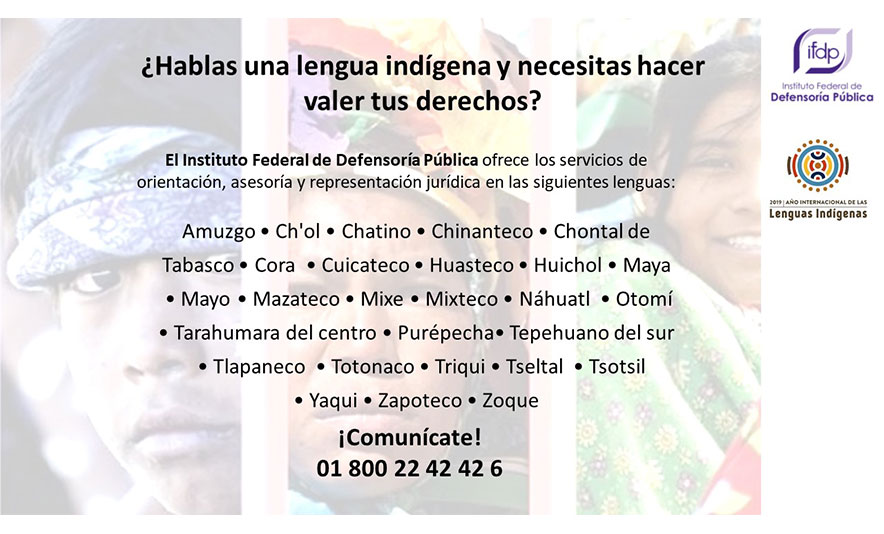 ¿Hablas una lengua indígena y necesitas hacer
valer tus derechos?
El Instituto Federal de Defensoría Pública ofrece los servicios de
orientación, asesoría y representación jurídica en las siguientes lenguas:
Amuzgo • Ch'ol • Chatino • Chinanteco • Chontal de
Tabasco • Cora • Cuicateco • Huasteco • Huichol • Maya
• Mayo • Mazateco • Mixe • Mixteco • Náhuatl • Otomí
• Tarahumara del centro • Purépecha• Tepehuano del sur
• Tlapaneco • Totonaco • Triqui • Tseltal • Tsotsil
• Yaqui • Zapoteco • Zoque
¡Comunícate!
01 800 22 42 42 6
ifdp
Instituto Federal de
Defensoría Pública
2019 | AÑO INTERNACIONAL DE LAS
Lenguas Indígenas